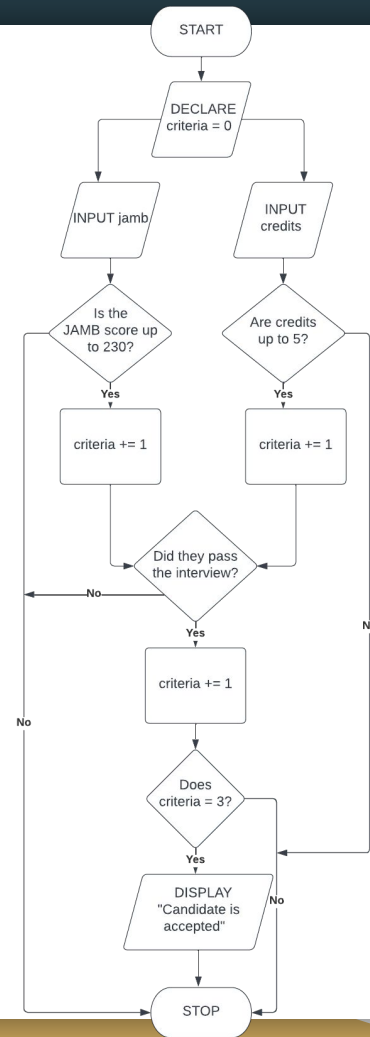 START
DECLARE
criteria = 0
INPUT jamb
INPUT
credits
Is the
JAMB score up
to 230?
Are credits
up to 5?
Yes
Yes
criteria += 1
criteria += 1
Did they pass
the interview?
No
Yes
N
criteria += 1
No
Does
criteria = 3?
Yes
DISPLAY
"Candidate is
accepted"
No
STOP